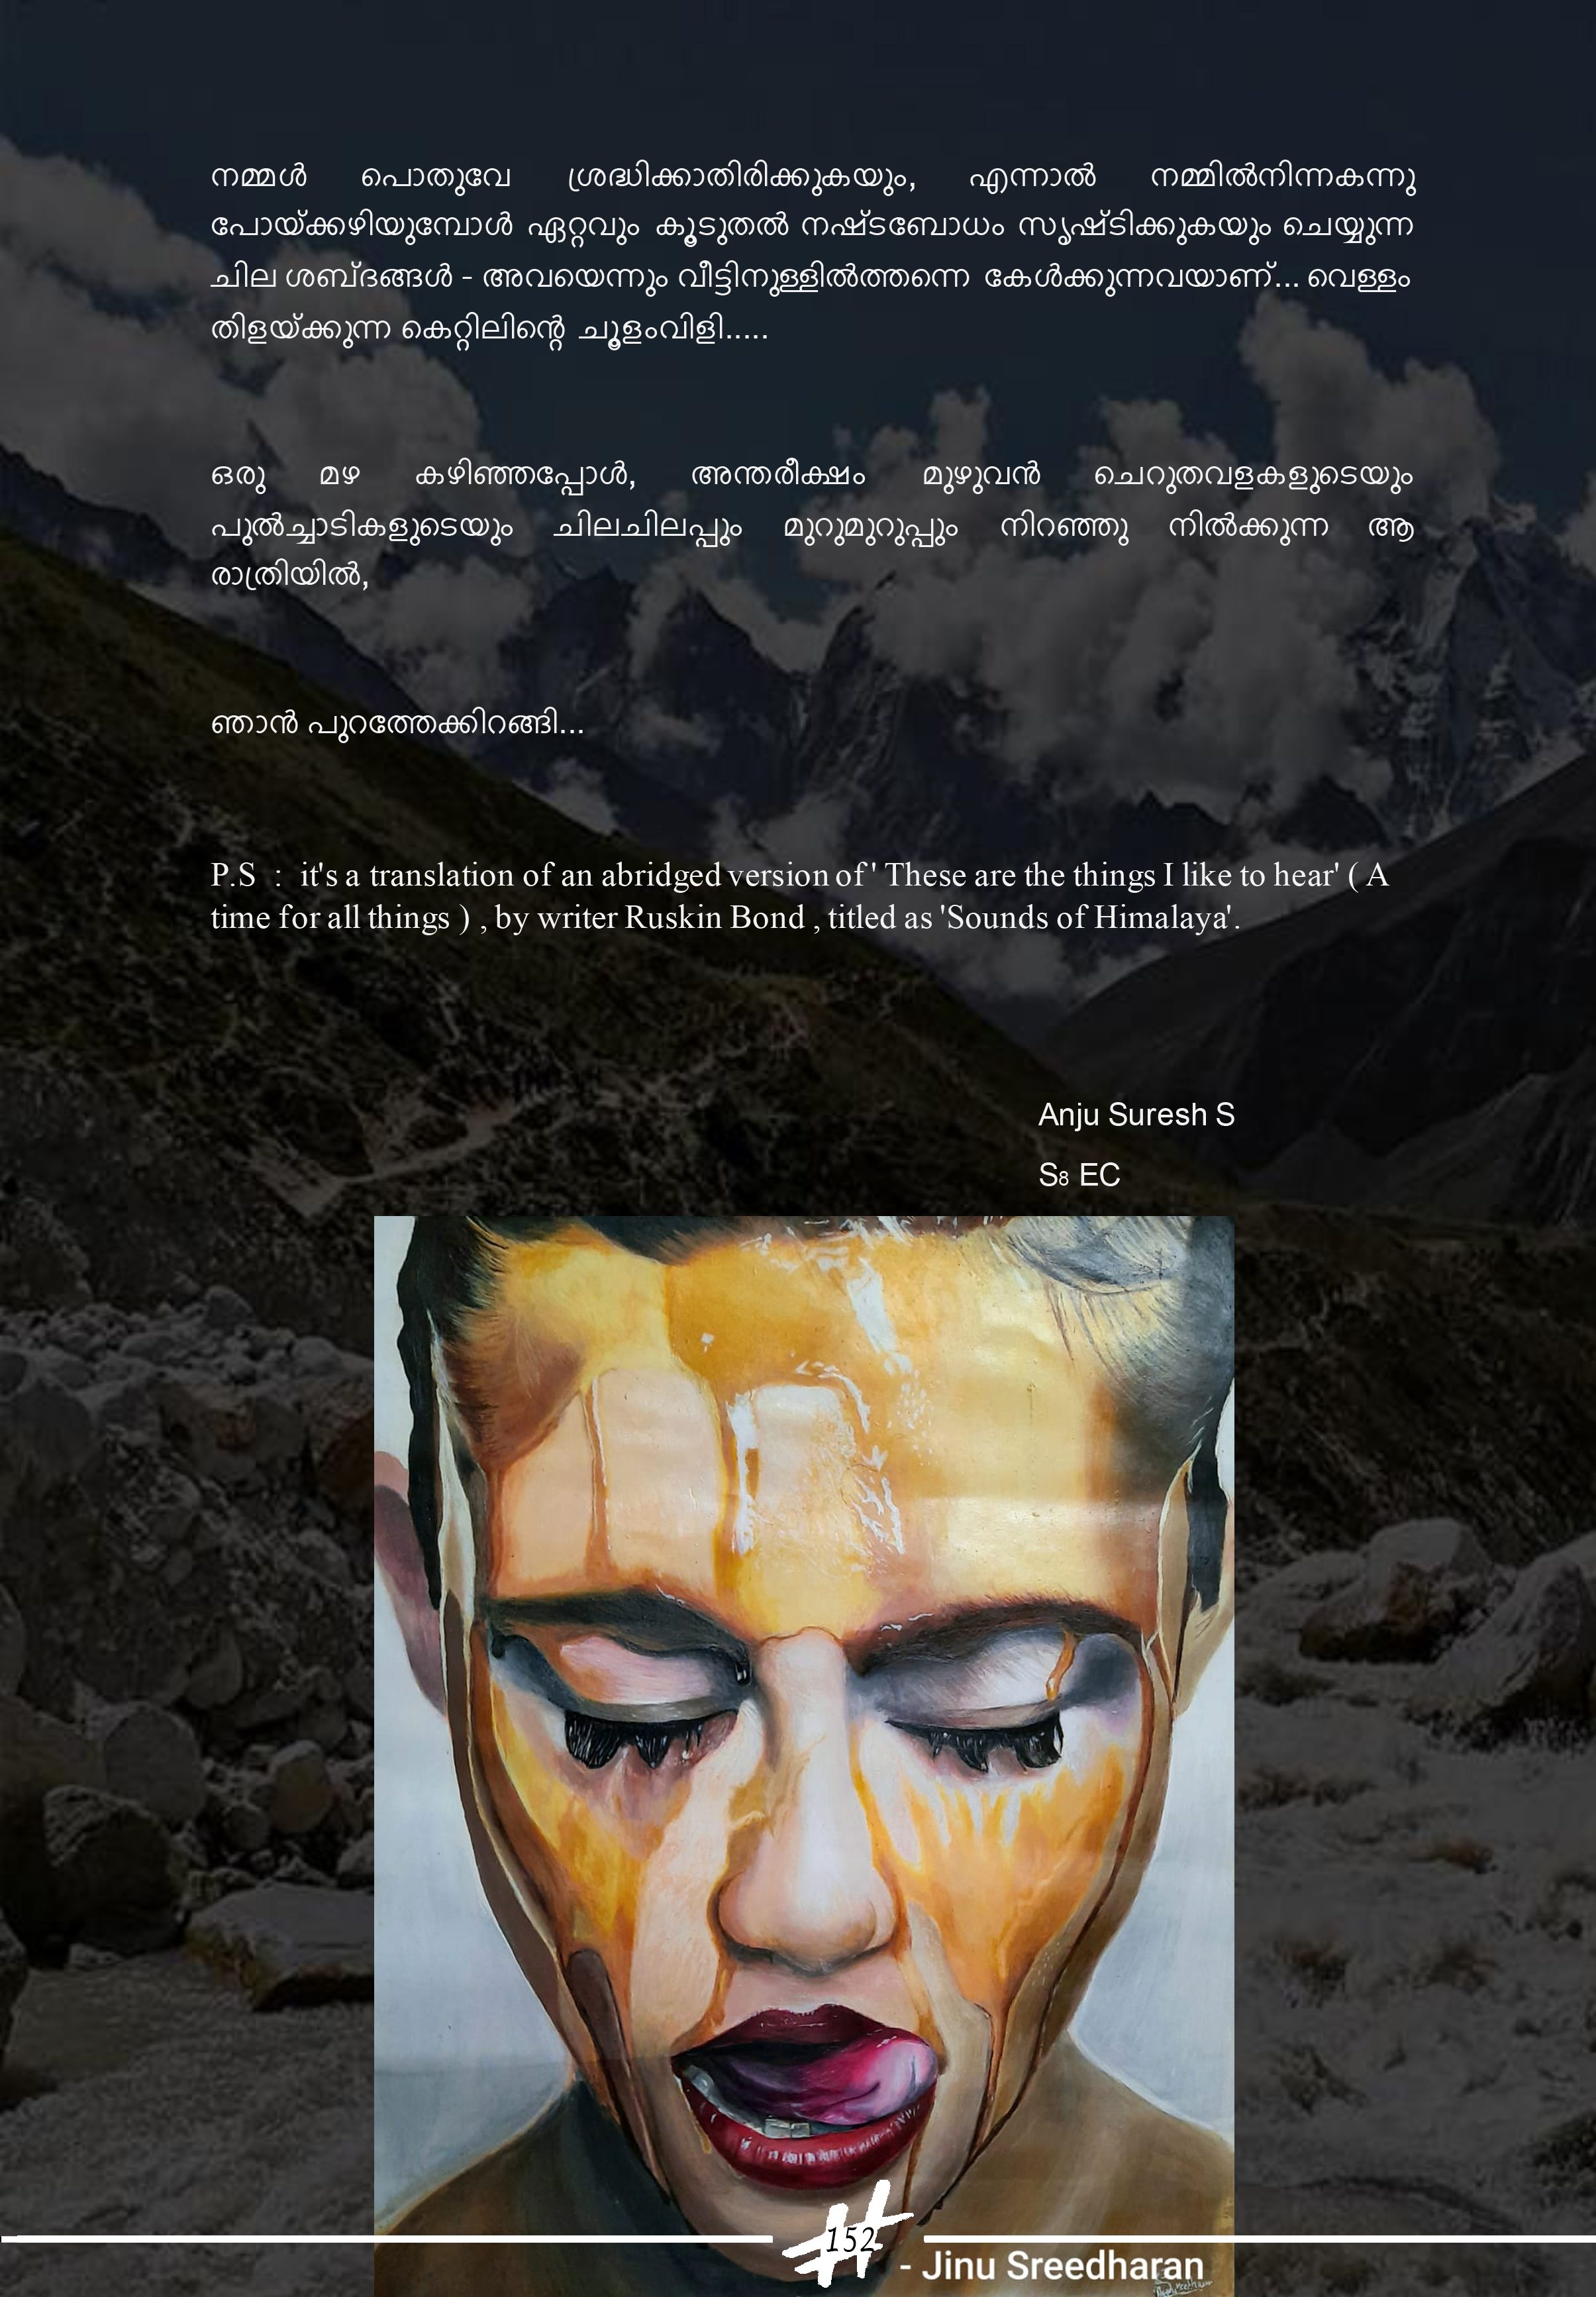 നമ്മൾ പൊതുവേ ശ്രദ്ധിക്കാതിരിക്കുകയും, എന്നാൽ നമ്മിൽനിന്നകന്നു
പോയ്ക്കഴിയുമ്പോൾ ഏറ്റവും കൂടുതൽ നഷ്ടബോധം സൃഷ്ടിക്കുകയും ചെയ്യുന്ന
ചില ശബ്ദങ്ങൾ - അവയെന്നും വീട്ടിനുള്ളിൽത്തന്നെ കേൾക്കുന്നവയാണ്... വെള്ളം
തിളയ്ക്കുന്ന കെറ്റിലിന്റെ ചൂളംവിളി.....
ഒരു മഴ കഴിഞ്ഞപ്പോൾ, അന്തരീക്ഷം മുഴുവൻ ചെറുതവളകളുടെയും
പുൽച്ചാടികളുടെയും ചിലചിലപ്പും മുറുമുറുപ്പും നിറഞ്ഞു നിൽക്കുന്ന ആ
രാത്രിയിൽ,
ഞാൻ പുറത്തേക്കിറങ്ങി...
P.S : it's a translation of an abridged version of ' These are the things I like to hear' ( A
time for all things ) , by writer Ruskin Bond , titled as 'Sounds of Himalaya'.
Anju Suresh S
S8 EC
152
- Jinu Sreedharan